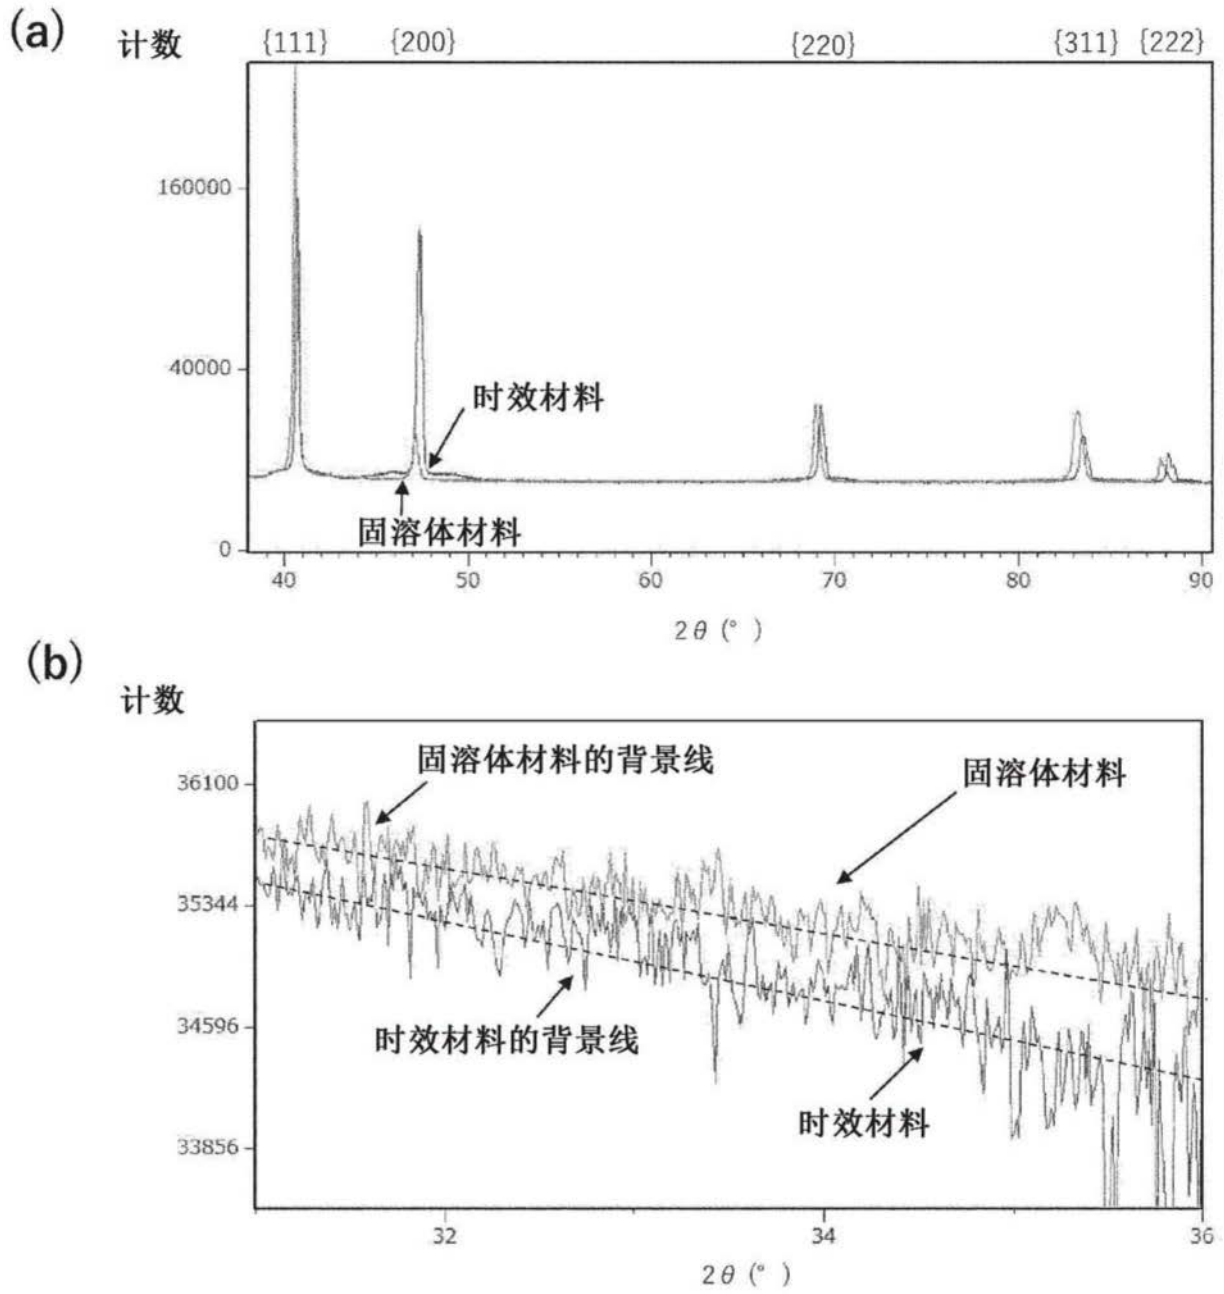 (a)
计数
{111} {200} {220} {311} {222}
160000
40000
时效材料
固溶体材料
0
40 50 60 70 80 90
2θ (° )
(b)
计数
固溶体材料的背景线
固溶体材料
36100
35344
34596
时效材料的背景线
时效材料
33856
32 34 36
2θ (° )